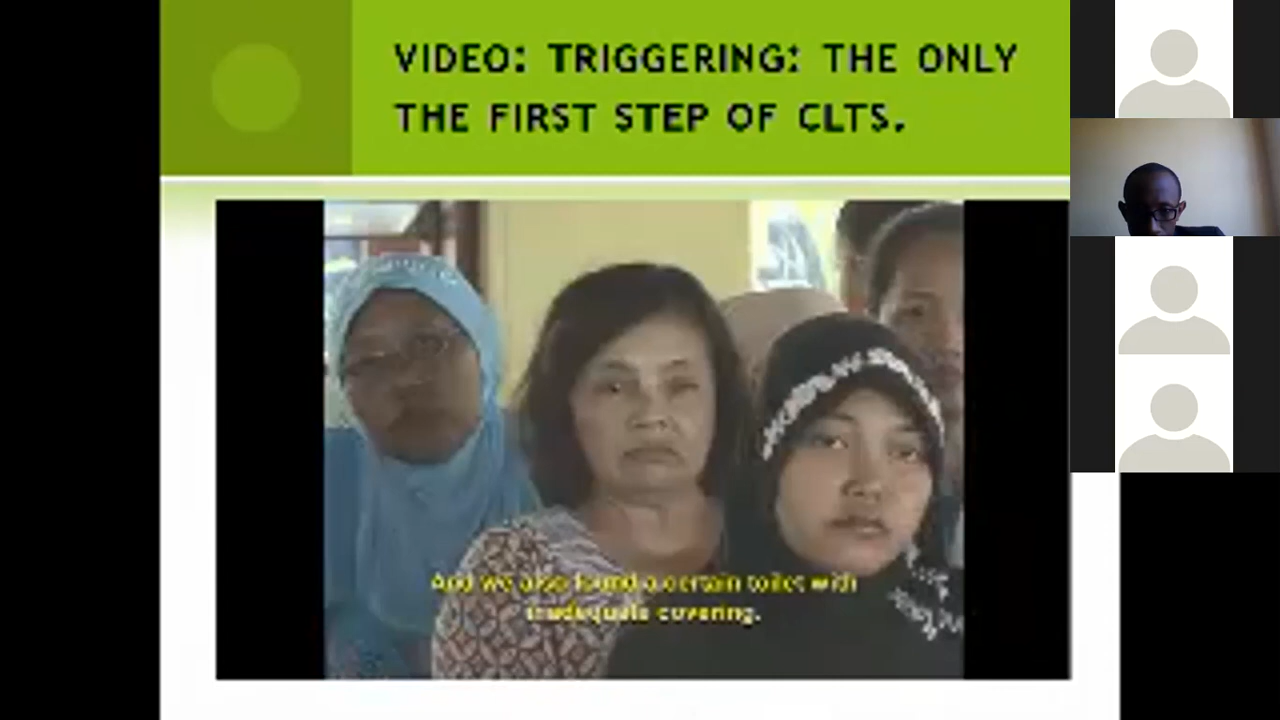 VIDEO: TRIGGERING: THE ONLY
THE FIRST STEP OF CLTS.
And we also found a certain toilet with
inadequate covering.